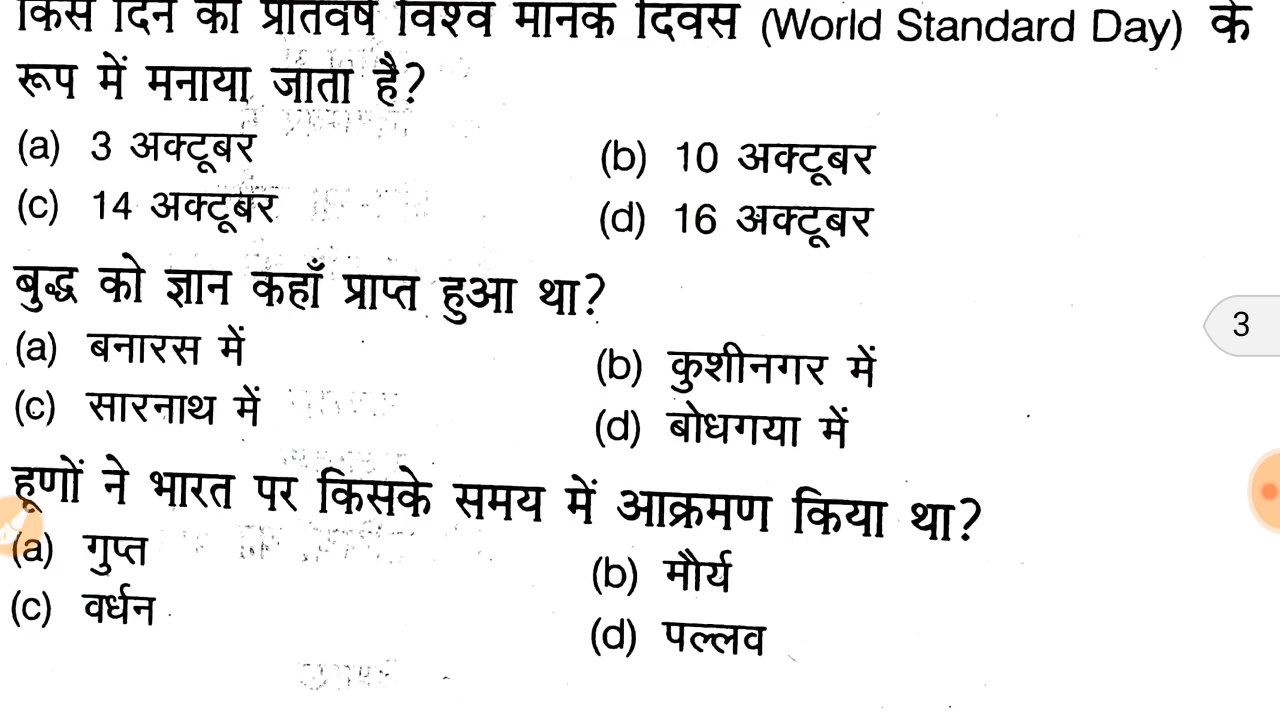 किस दिन को प्रतिवर्ष विश्व मानक दिवस (World Standard Day) के
रूप में मनाया जाता है?
(a) 3 अक्टूबर (b) 10 अक्टूबर
(c) 14 अक्टूबर (d) 16 अक्टूबर
बुद्ध को ज्ञान कहाँ प्राप्त हुआ था?
(a) बनारस में (b) कुशीनगर में
(c) सारनाथ में (d) बोधगया में
3
हूणों ने भारत पर किसके समय में आक्रमण किया था?
(a) गुप्त (b) मौर्य
(c) वर्धन (d) पल्लव